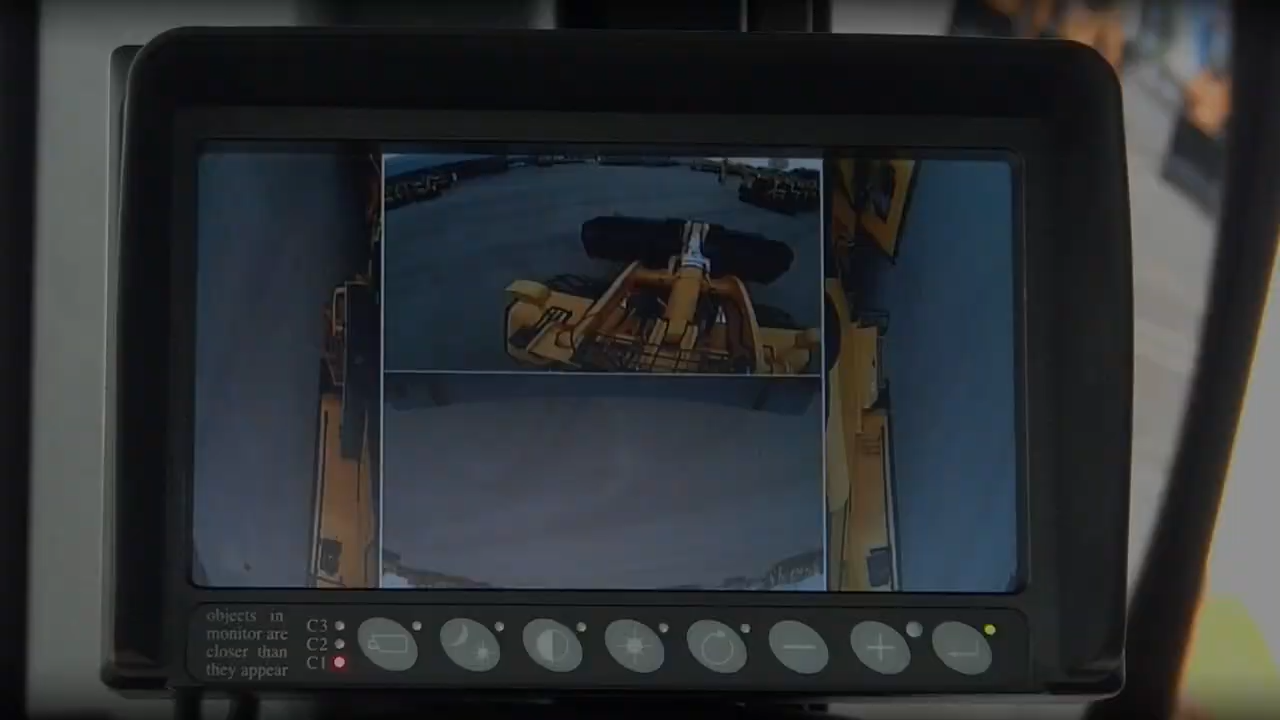 objects in
monitor are
closer than
they appear
C3
C2
C1